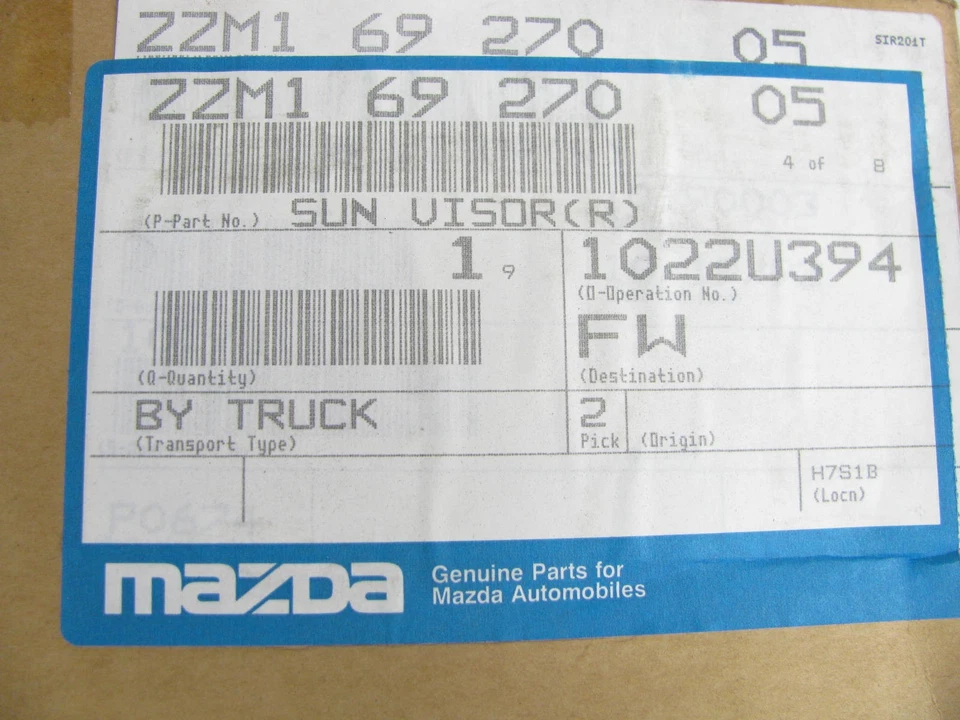 ZZM1 69 270 05
SIR201T
ZZM1 69 270 05
4 of 8
(P-Part No.) SUN VISOR(R)
1 9
1022U394
(O-Operation No.)
FW
(Q-Quantity)
(Destination)
BY TRUCK
2
(Transport Type)
Pick
(Origin)
H7S1B
(Locn)
mazDa
Genuine Parts for
Mazda Automobiles